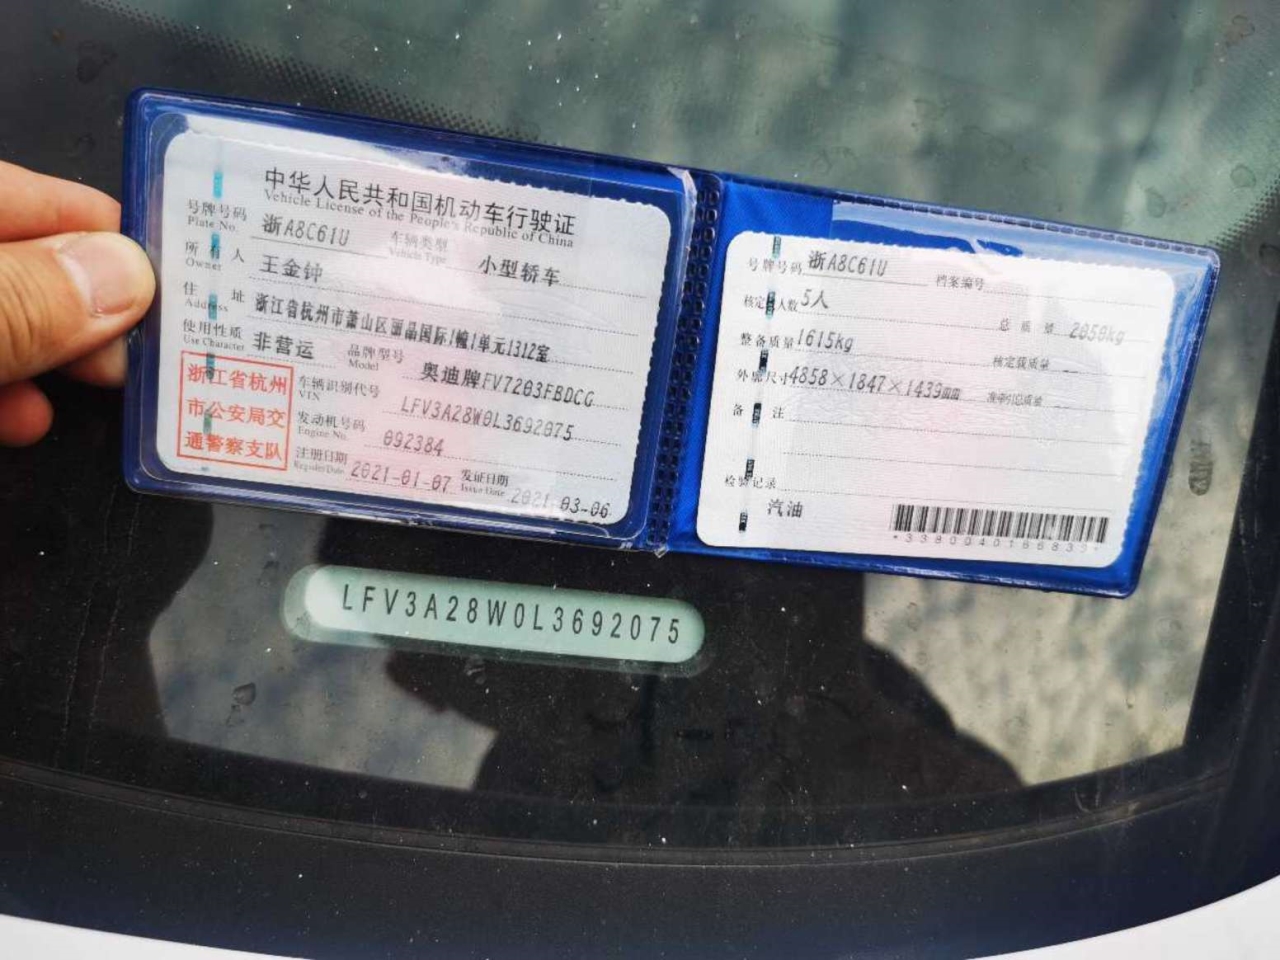 中华人民共和国机动车行驶证
Vehicle License of the People's Republic of China
号牌号码 浙A8C61U 车辆类型 小型轿车
Plate No. Vehicle Type
所有人 王金钟
Owner
住址 浙江省杭州市萧山区丽晶国际1幢1单元1312室
Address
使用性质 非营运 品牌型号 奥迪牌FV7203FBDCG
Use Character Model
浙江省杭州
市公安局交
通警察支队
车辆识别代号 LFV3A28W0L3692075
VIN
发动机号码 092384
Engine No.
注册日期 2021-01-07 发证日期 2021-03-06
Register Date Issue Date
号牌号码 浙A8C61U 档案编号
核定 人数 5人 总质量 2050kg
整备质量 1615kg 核定载质量
外廓尺寸 4858×1847×1439mm 准牵引总质量
备注
检验记录
汽油
LFV3A28W0L3692075